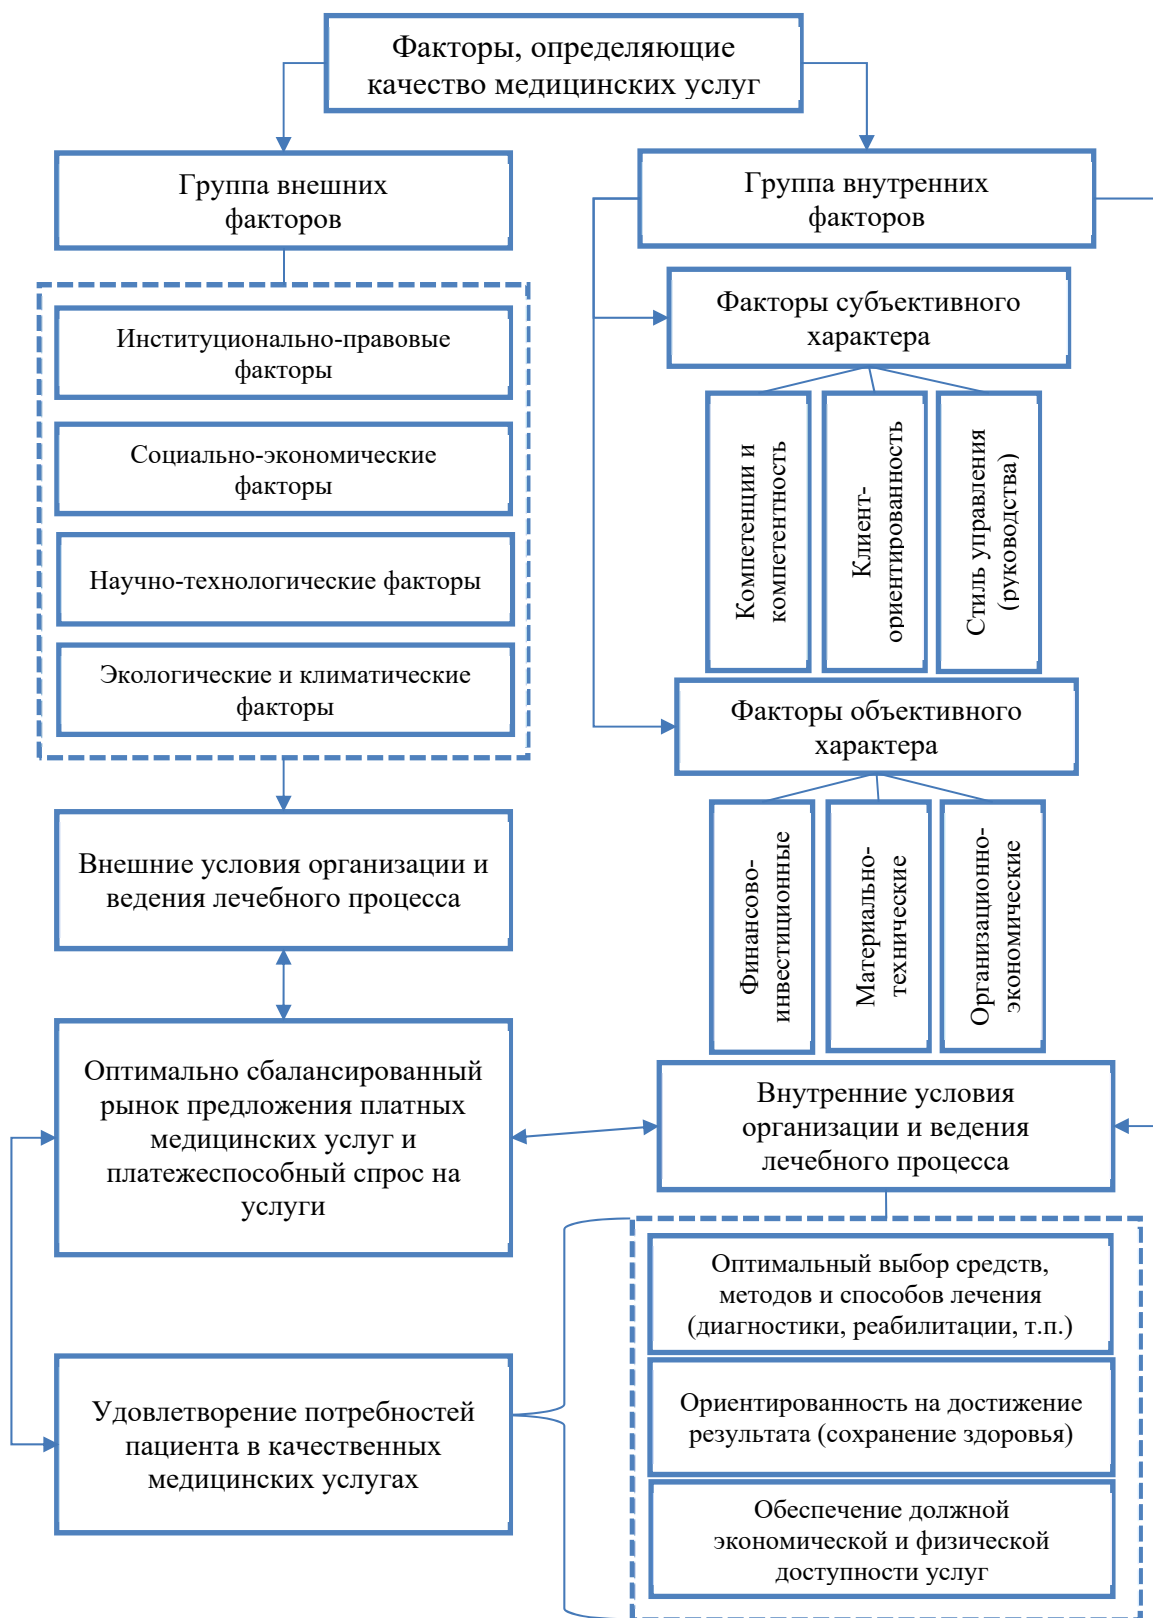 Факторы, определяющие
качество медицинских услуг
Группа внешних
факторов
Группа внутренних
факторов
Институционально-правовые
факторы
Социально-экономические
факторы
Научно-технологические факторы
Экологические и климатические
факторы
Внешние условия организации и
ведения лечебного процесса
Оптимально сбалансированный
рынок предложения платных
медицинских услуг и
платежеспособный спрос на
услуги
Удовлетворение потребностей
пациента в качественных
медицинских услугах
Факторы субъективного
характера
Компетенции и
компетентность
Клиент-
ориентированность
Стиль управления
(руководства)
Факторы объективного
характера
Финансово-
инвестиционные
Материально-
технические
Организационно-
экономические
Внутренние условия
организации и ведения
лечебного процесса
Оптимальный выбор средств,
методов и способов лечения
(диагностики, реабилитации, т.п.)
Ориентированность на достижение
результата (сохранение здоровья)
Обеспечение должной
экономической и физической
доступности услуг